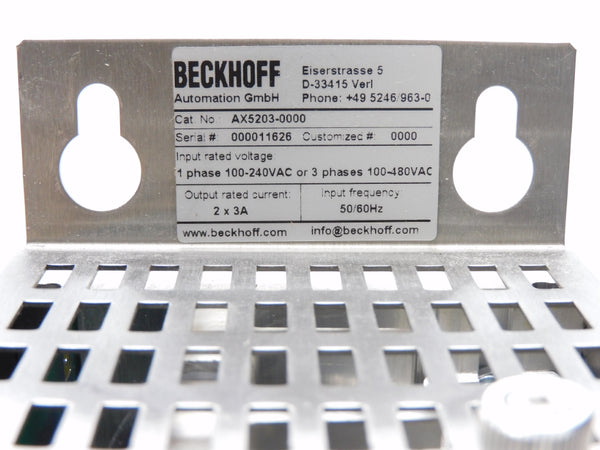 BECKHOFF
Automation GmbH
Eiserstrasse 5
D-33415 Verl
Phone: +49 5246/963-0
Cat. No.: AX5203-0000
Serial #: 000011626 Customized #: 0000
Input rated voltage
1 phase 100-240VAC or 3 phases 100-480VAC
Output rated current:
2 x 3A
Input frequency
50/60Hz
www.beckhoff.com info@beckhoff.com